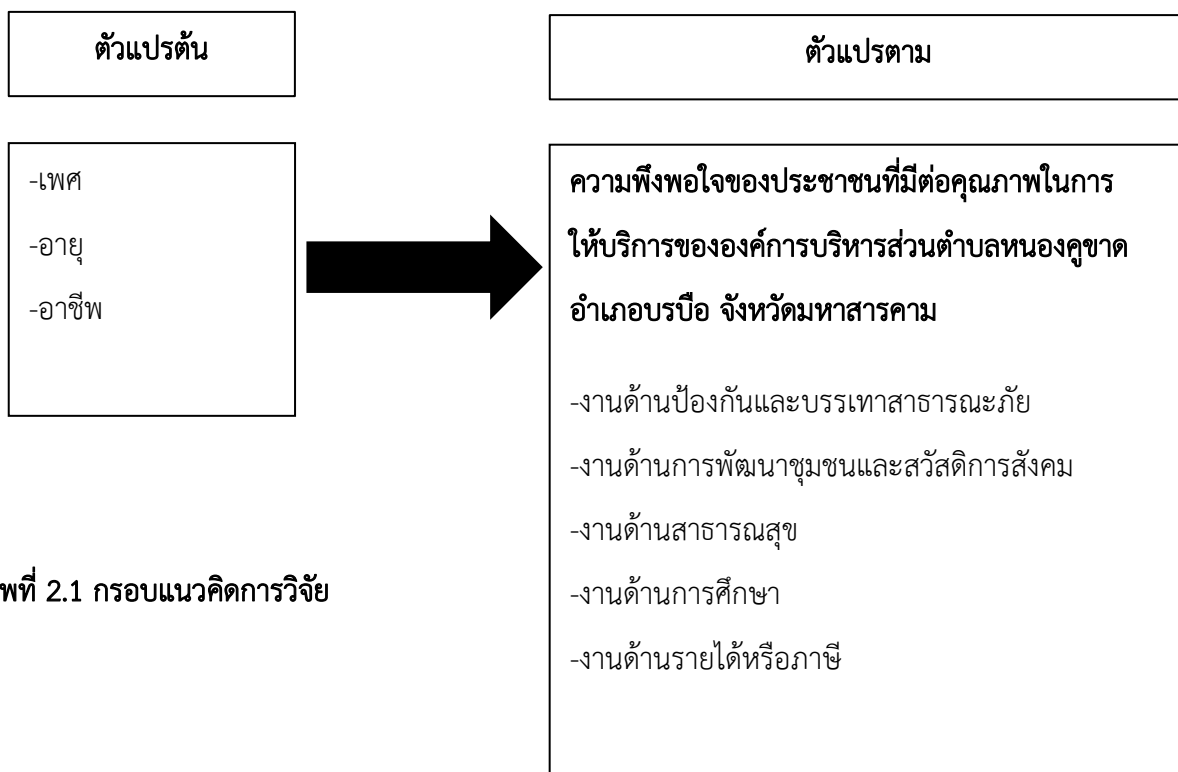 ตัวแปรต้น
ตัวแปรตาม
-เพศ
-อายุ
-อาชีพ
ความพึงพอใจของประชาชนที่มีต่อคุณภาพในการ
ให้บริการขององค์การบริหารส่วนตำบลหนองคูขาด
อำเภอบรบือ จังหวัดมหาสารคาม
-งานด้านป้องกันและบรรเทาสาธารณะภัย
-งานด้านการพัฒนาชุมชนและสวัสดิการสังคม
-งานด้านสาธารณสุข
-งานด้านการศึกษา
-งานด้านรายได้หรือภาษี
พที่ 2.1 กรอบแนวคิดการวิจัย